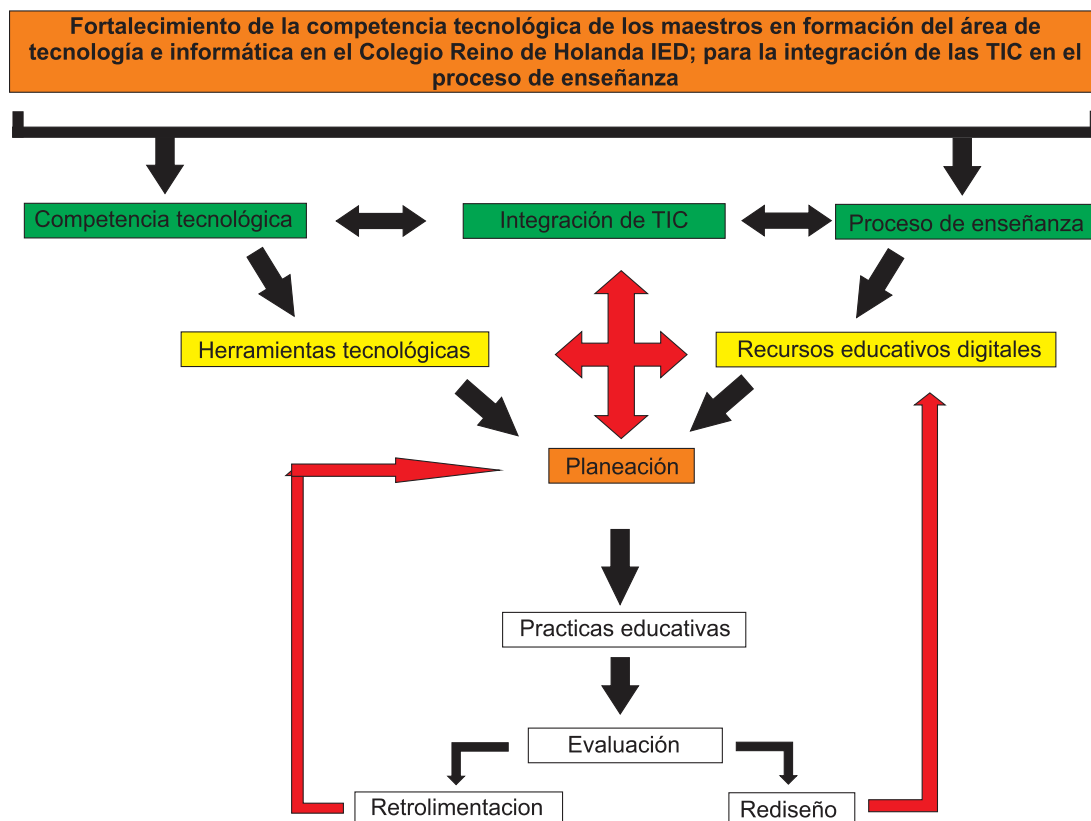 Fortalecimiento de la competencia tecnológica de los maestros en formación del área de
tecnología e informática en el Colegio Reino de Holanda IED; para la integración de las TIC en el
proceso de enseñanza
Competencia tecnológica
Integración de TIC
Proceso de enseñanza
Herramientas tecnológicas
Recursos educativos digitales
Planeación
Practicas educativas
Evaluación
Retrolimentacion
Rediseño